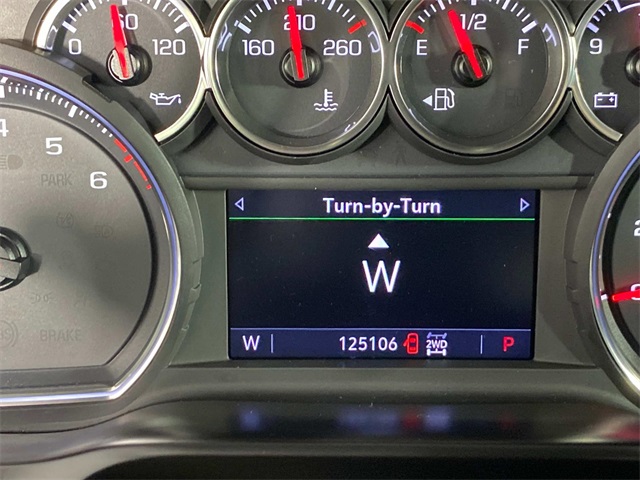 0 60 120
160 210 260
E 1/2 F
9
4 5 6
PARK
BRAKE
Turn-by-Turn
W
W 125106 2WD P